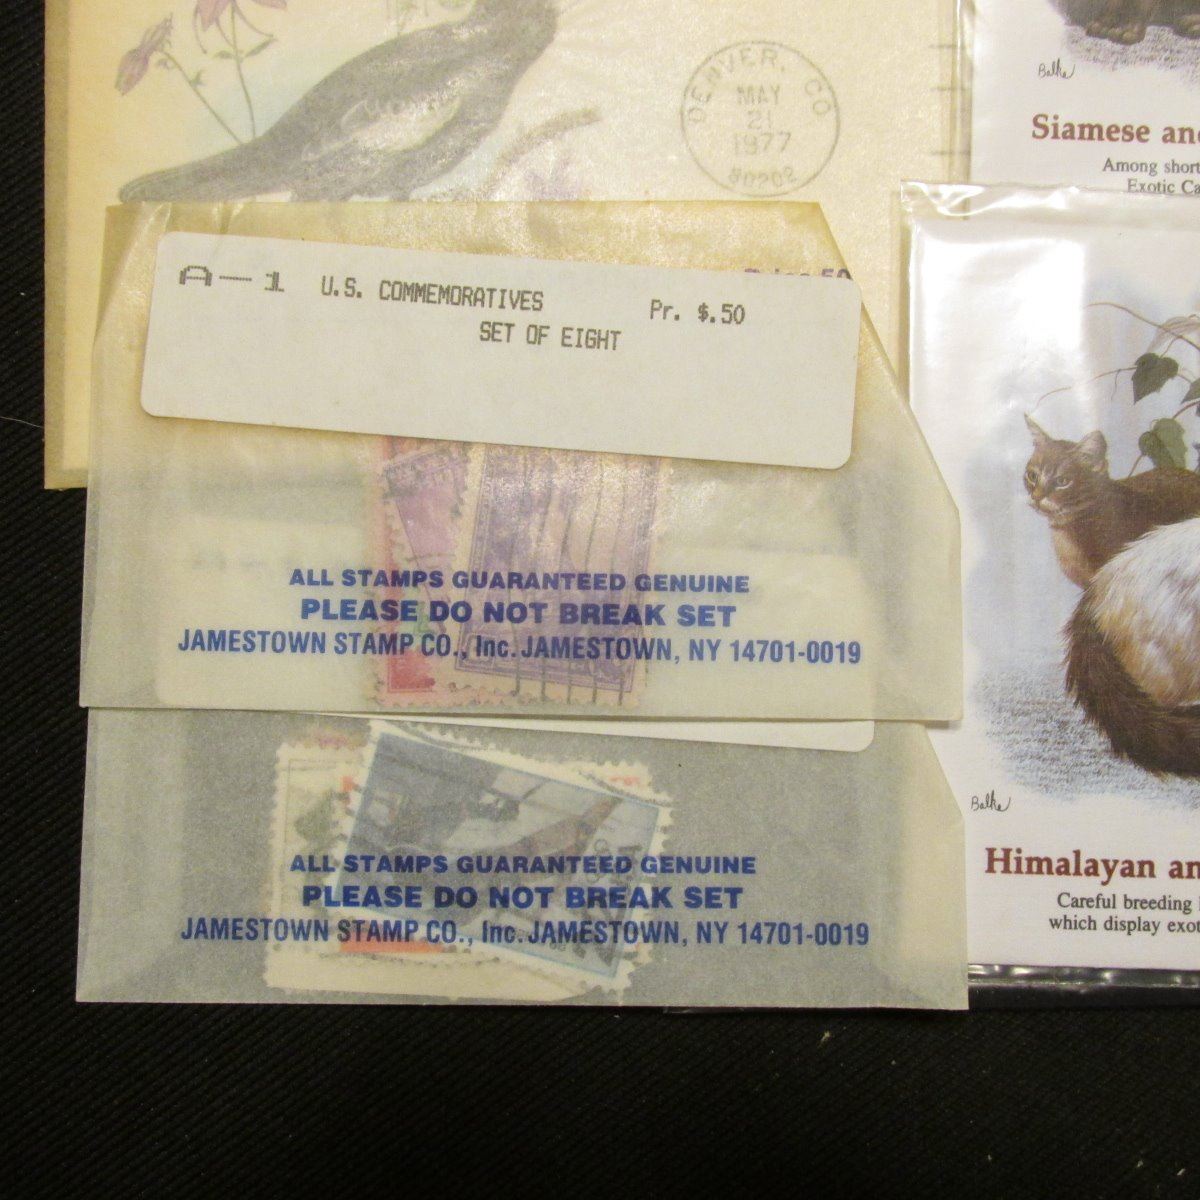 DENVER, CO
MAY
21
1977
80202
Balke
Siamese and
Among short
Exotic Ca
A-1 U.S. COMMEMORATIVES Pr. $.50
SET OF EIGHT
ALL STAMPS GUARANTEED GENUINE
PLEASE DO NOT BREAK SET
JAMESTOWN STAMP CO., Inc. JAMESTOWN, NY 14701-0019
Balke
Himalayan an
Careful breeding
which display exot
ALL STAMPS GUARANTEED GENUINE
PLEASE DO NOT BREAK SET
JAMESTOWN STAMP CO., Inc. JAMESTOWN, NY 14701-0019